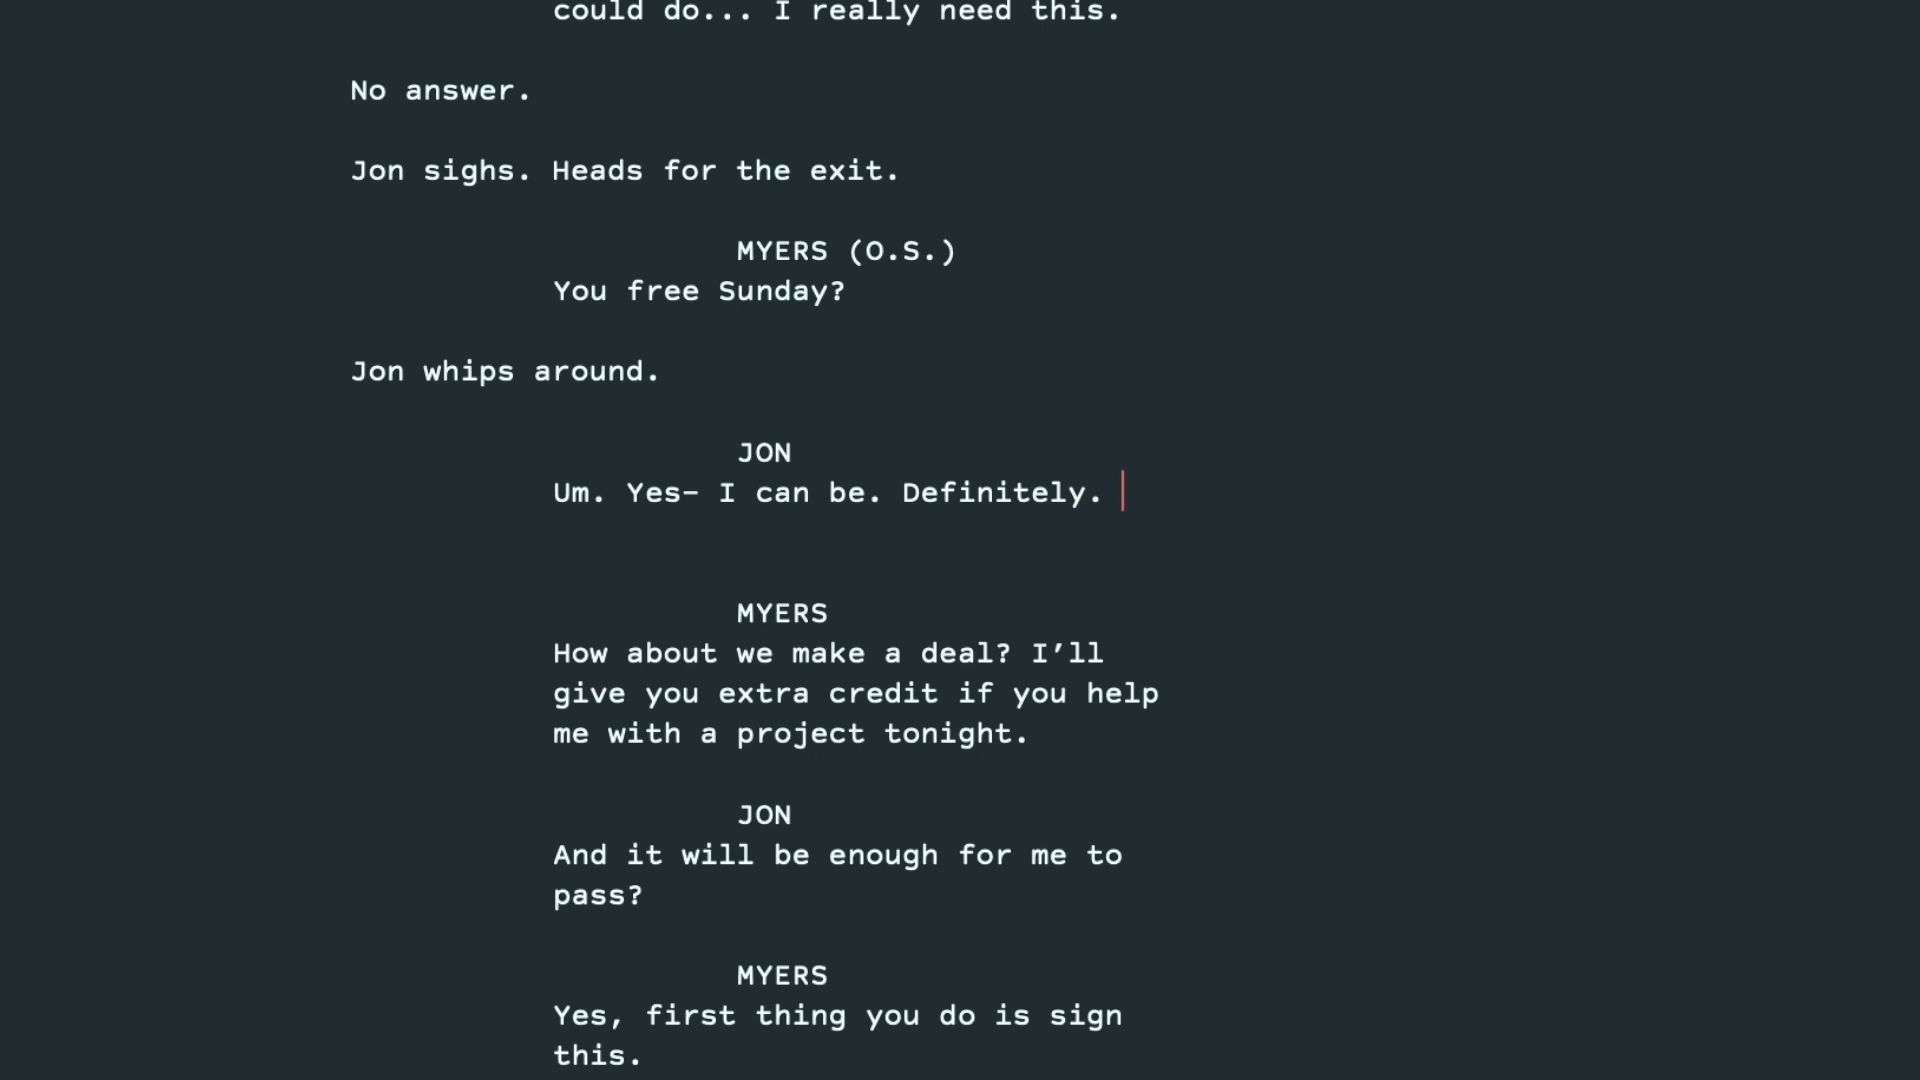 could do... I really need this.
No answer.
Jon sighs. Heads for the exit.
MYERS (O.S.)
You free Sunday?
Jon whips around.
JON
Um. Yes– I can be. Definitely.
MYERS
How about we make a deal? I’ll
give you extra credit if you help
me with a project tonight.
JON
And it will be enough for me to
pass?
MYERS
Yes, first thing you do is sign
this.